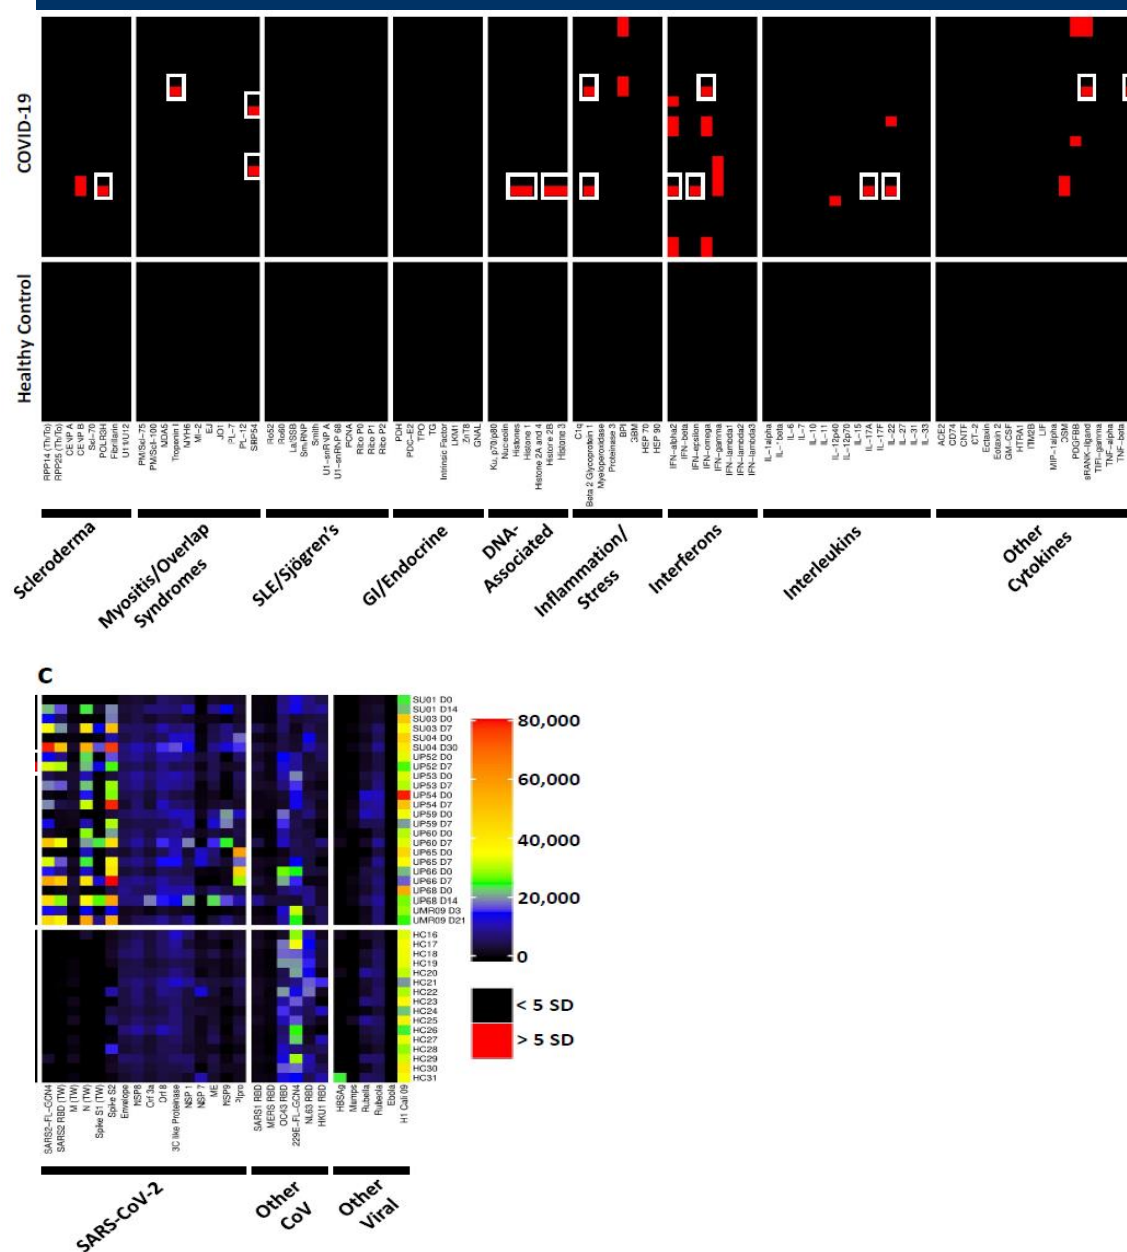 COVID-19
Healthy Control
RPP14 (Th/To)
RPP25 (Th/To)
CENP A
CENP B
Scl-70
POLR3H
Fibrillarin
U11/U12
PM/Scl-75
PM/Scl-100
MDA5
Troponin I
MYH6
Mi-2
EJ
JO1
PL-7
PL-12
SRP54
Ro52
Ro60
La/SSB
SmRNP
Smith
U1-snRNP A
U1-snRNP 68
PCNA
Ribo P0
Ribo P1
Ribo P2
PDH
PDC-E2
TPO
TG
Intrinsic Factor
LKM1
ZnT8
GNAL
Ku, p70/p80
Nucleolin
Histones
Histone 1
Histone 2A and 4
Histone 2B
Histone 3
C1q
Beta 2 Glycoprotein 1
Myeloperoxidase
Proteinase 3
BPI
GBM
HSP 70
HSP 90
IFN-alpha2
IFN-beta
IFN-epsilon
IFN-omega
IFN-gamma
IFN-lambda1
IFN-lambda2
IFN-lambda3
IL-1alpha
IL-1beta
IL-6
IL-7
IL-10
IL-11
IL-12p40
IL-12p70
IL-15
IL-17A
IL-17F
IL-22
IL-27
IL-31
IL-33
ACE2
CD74
CNTF
CT-2
Ectaxin
Eotaxin 2
GM-CSF
HTRA1
ITM2B
LIF
MIP-1alpha
OSM
PDGFBB
sRANK-ligand
TIFI-gamma
TNF-alpha
TNF-beta
Scleroderma
Myositis/Overlap
Syndromes
SLE/Sjögren's
GI/Endocrine
DNA-
Associated
Inflammation/
Stress
Interferons
Interleukins
Other
Cytokines
C
SU01 D0
SU01 D14
SU03 D0
SU03 D7
SU04 D0
SU04 D30
UP52 D0
UP52 D7
UP53 D0
UP53 D7
UP54 D0
UP54 D7
UP59 D0
UP59 D7
UP60 D0
UP60 D7
UP65 D0
UP65 D7
UP66 D0
UP66 D7
UP68 D0
UP68 D14
UMR09 D3
UMR09 D21
HC16
HC17
HC18
HC19
HC20
HC21
HC22
HC23
HC24
HC25
HC26
HC27
HC28
HC29
HC30
HC31
80,000
60,000
40,000
20,000
0
< 5 SD
> 5 SD
SARS2-FL-GCN4
SARS2 RBD (TW)
M (TW)
N (TW)
Spike S1 (TW)
Spike S2
Envelope
NSP8
Orf 3a
Orf 8
3C like Proteinase
NSP 1
NSP 7
ME
NSP9
Plpro
SARS1 RBD
MERS RBD
OC43 RBD
229E-FL-GCN4
NL63 RBD
HKU1 RBD
HBSAg
Mumps
Rubella
Rubeola
Ebola
H1 Cali 09
SARS-CoV-2
Other
CoV
Other
Viral